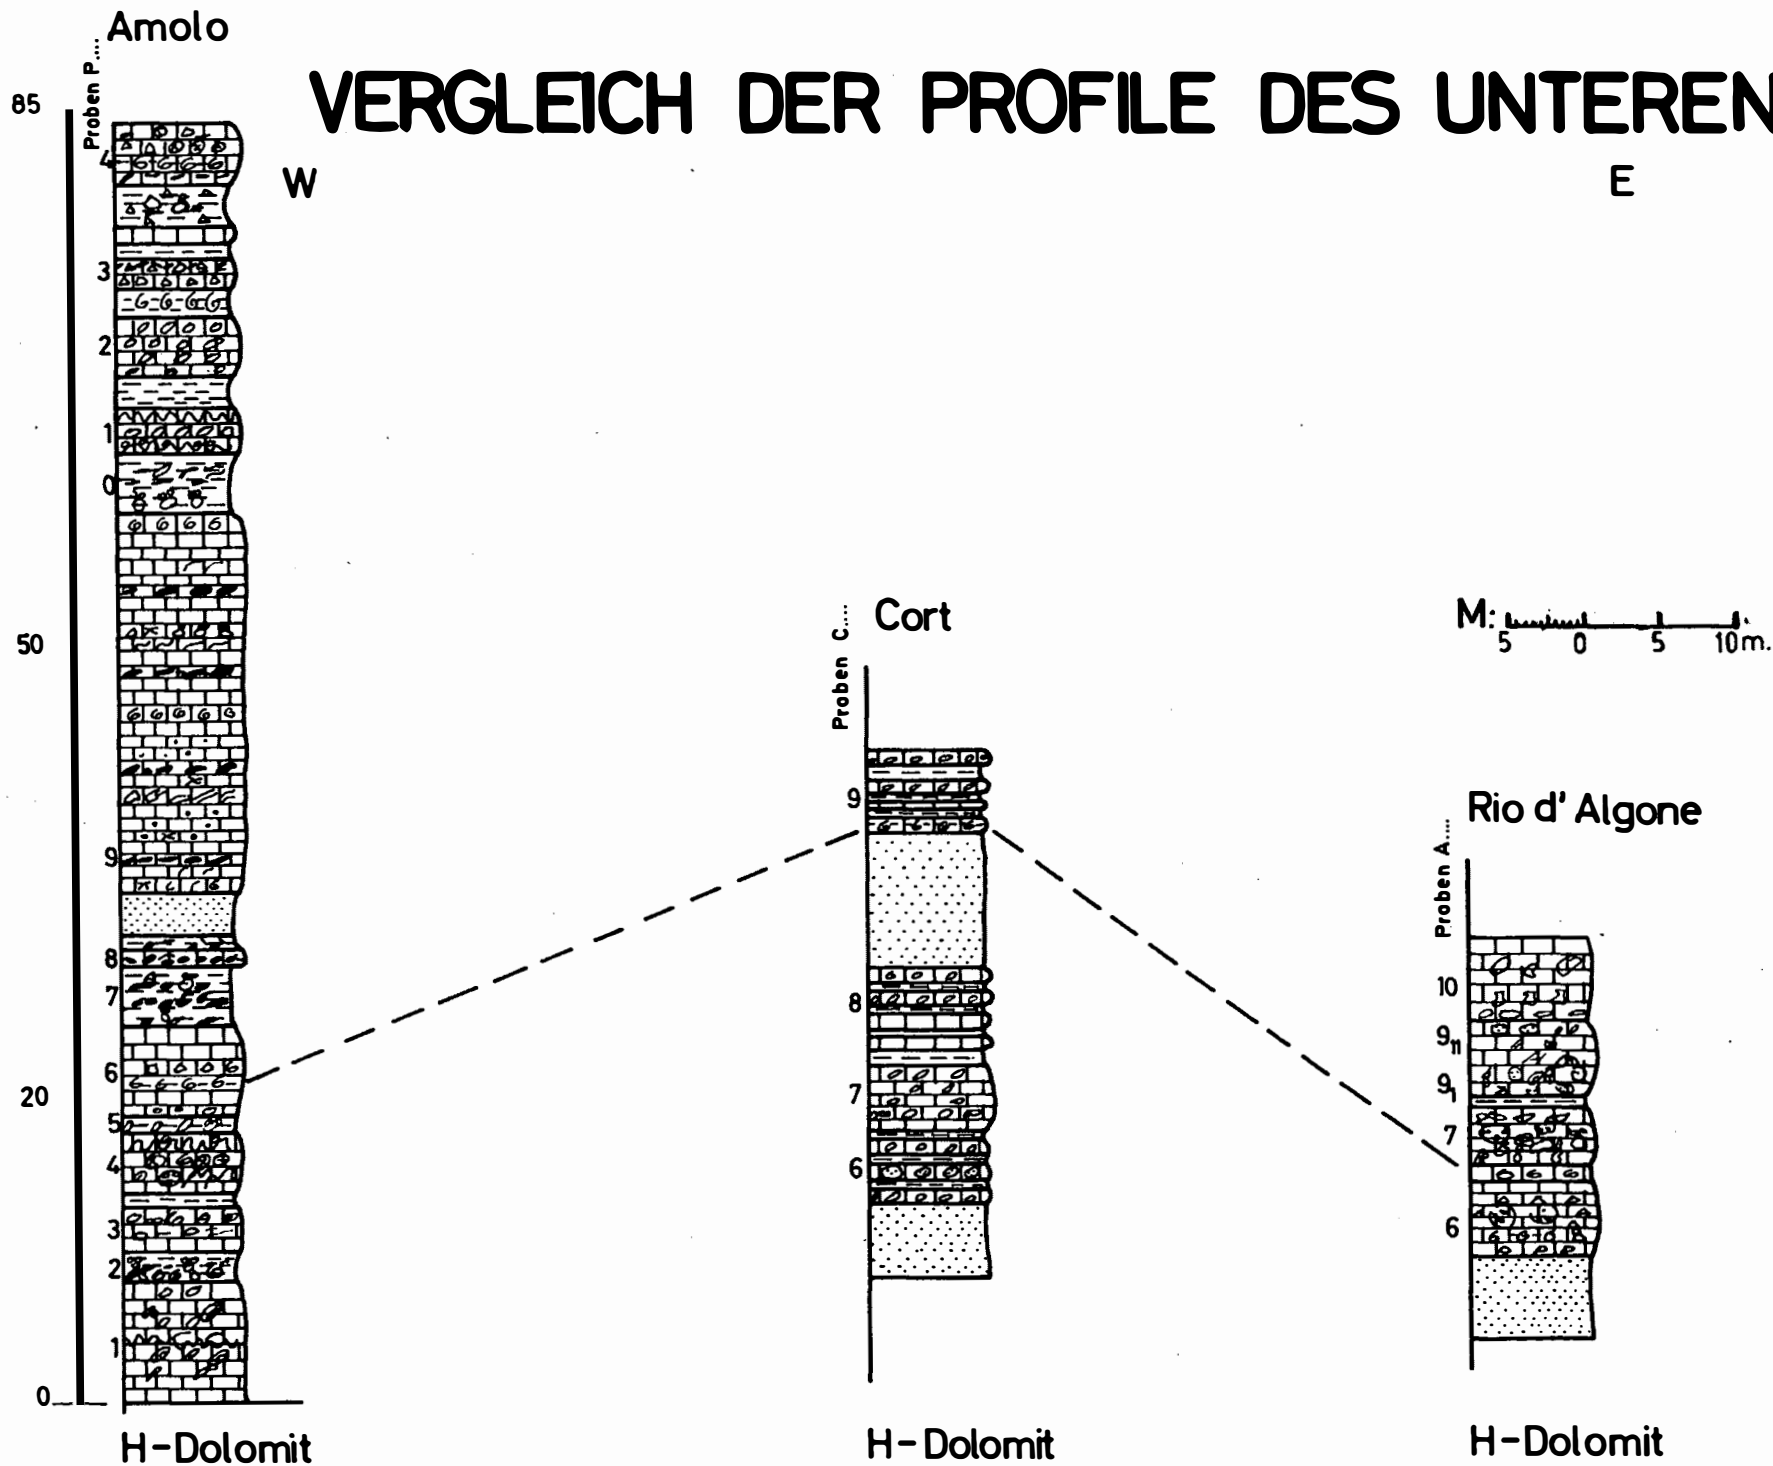 Amolo
Proben P....
VERGLEICH DER PROFILE DES UNTEREN
W
E
85
50
20
0
4
3
2
1
0
9
8
7
6
5
4
3
2
1
H-Dolomit
Cort
Proben C....
9
8
7
6
H-Dolomit
M:
5 0 5 10m.
Rio d' Algone
Proben A....
10
9II
9I
7
6
H-Dolomit